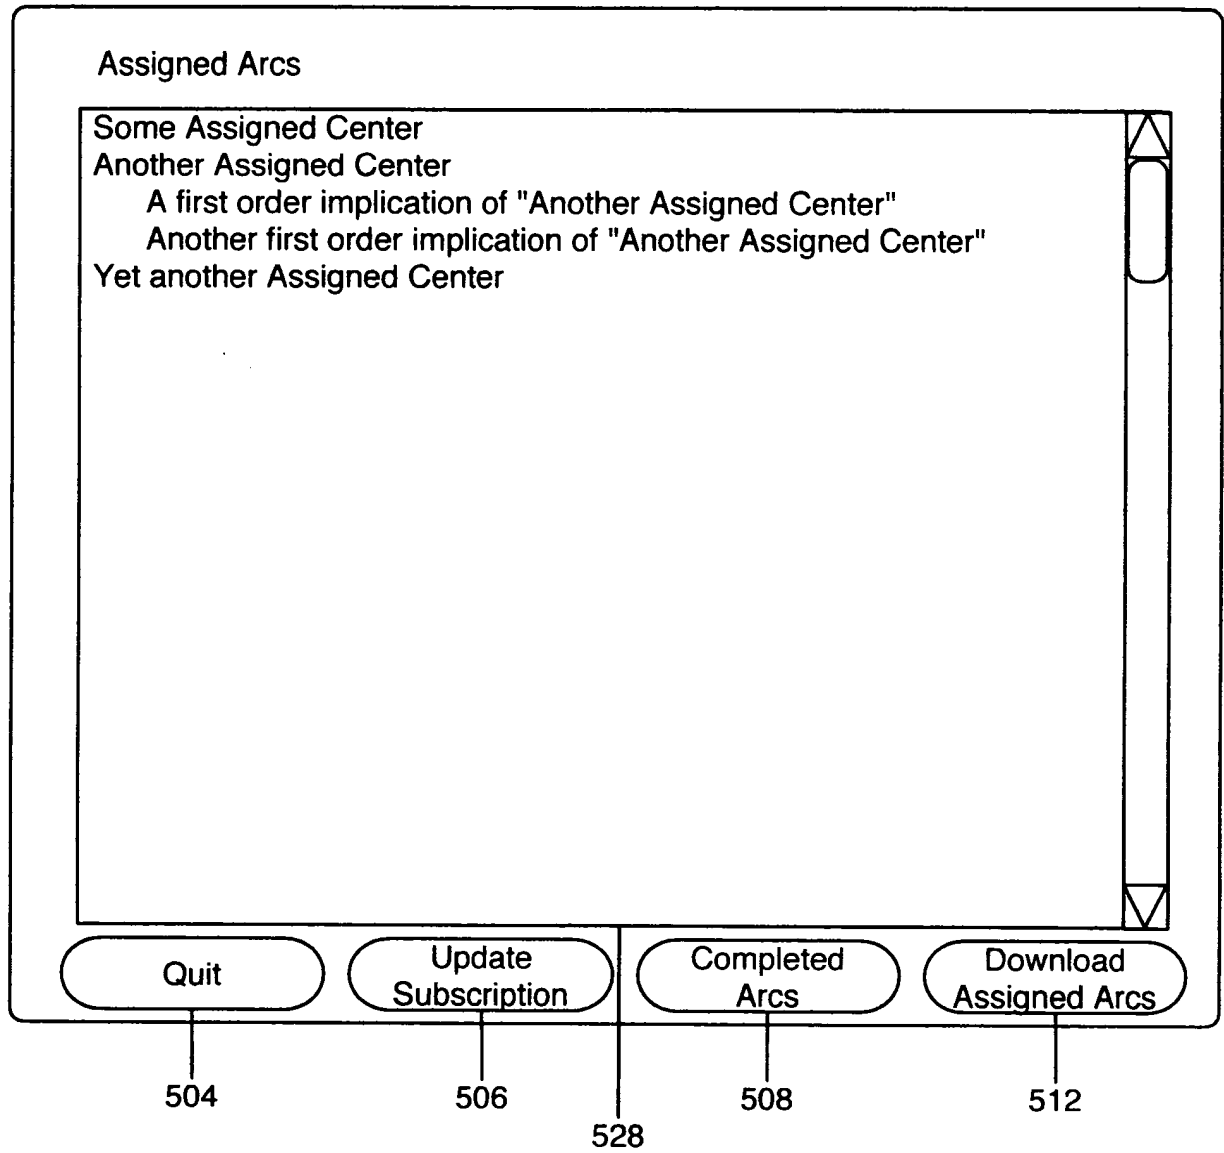 Assigned Arcs
Some Assigned Center
Another Assigned Center
A first order implication of "Another Assigned Center"
Another first order implication of "Another Assigned Center"
Yet another Assigned Center
Quit
Update
Subscription
Completed
Arcs
Download
Assigned Arcs
504
506
508
512
528